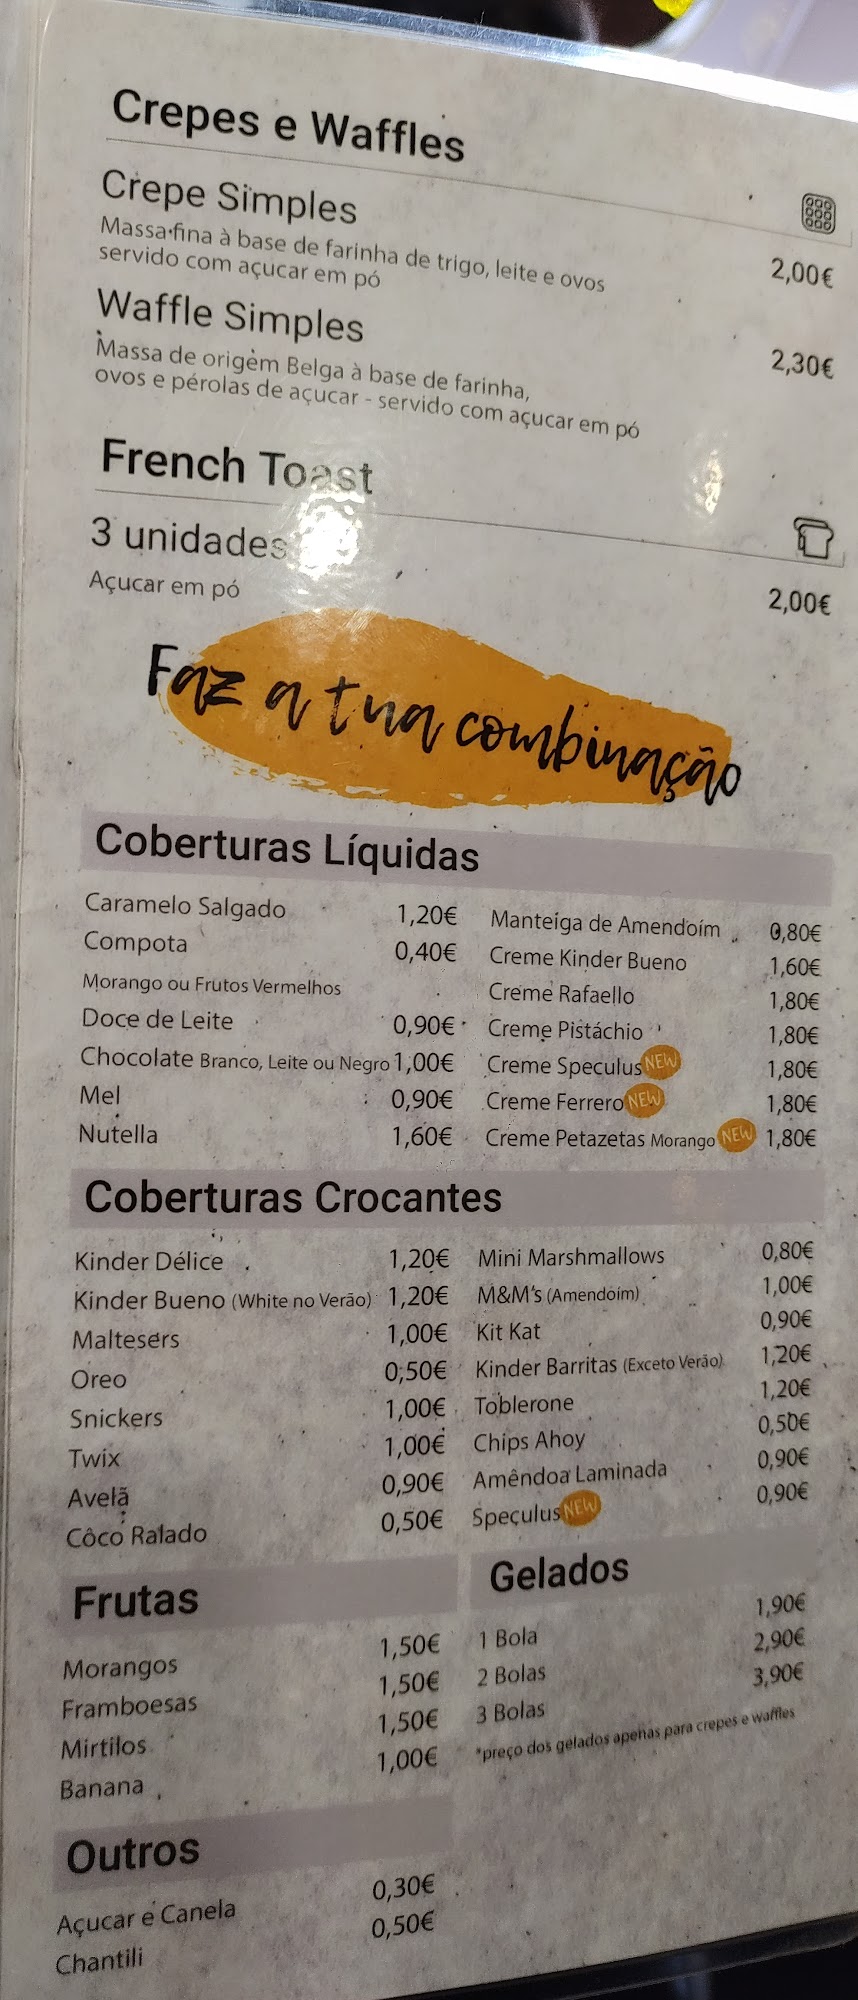 Crepes e Waffles
Crepe Simples
Massa fina à base de farinha de trigo, leite e ovos
servido com açucar em pó
2,00€
Waffle Simples
Massa de origem Belga à base de farinha,
ovos e pérolas de açucar - servido com açucar em pó
2,30€
French Toast
3 unidades
Açucar em pó
2,00€
Faz a tua combinação
Coberturas Líquidas
Caramelo Salgado 1,20€
Compota 0,40€
Morango ou Frutos Vermelhos
Doce de Leite 0,90€
Chocolate Branco, Leite ou Negro 1,00€
Mel 0,90€
Nutella 1,60€
Manteiga de Amendoim 0,80€
Creme Kinder Bueno 1,60€
Creme Rafaello 1,80€
Creme Pistáchio 1,80€
Creme Speculus NEW 1,80€
Creme Ferrero NEW 1,80€
Creme Petazetas Morango NEW 1,80€
Coberturas Crocantes
Kinder Délice 1,20€
Kinder Bueno (White no Verão) 1,20€
Maltesers 1,00€
Oreo 0,50€
Snickers 1,00€
Twix 1,00€
Avelã 0,90€
Côco Ralado 0,50€
Mini Marshmallows 0,80€
M&M's (Amendoim) 1,00€
Kit Kat 0,90€
Kinder Barritas (Exceto Verão) 1,20€
Toblerone 1,20€
Chips Ahoy 0,50€
Amêndoa Laminada 0,90€
Speculus NEW 0,90€
Frutas
Morangos 1,50€
Framboesas 1,50€
Mirtilos 1,50€
Banana 1,00€
Gelados
1 Bola 1,90€
2 Bolas 2,90€
3 Bolas 3,90€
*preço dos gelados apenas para crepes e waffles
Outros
Açucar e Canela 0,30€
Chantili 0,50€